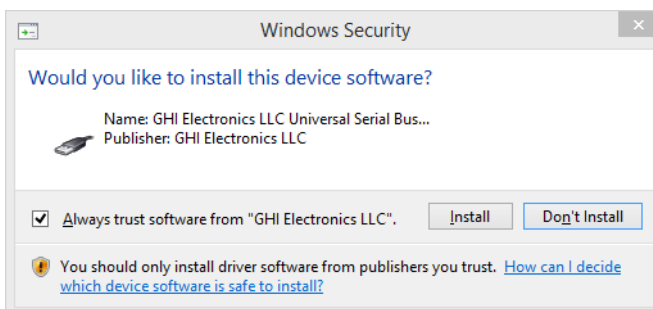 Windows Security
Would you like to install this device software?
Name: GHI Electronics LLC Universal Serial Bus...
Publisher: GHI Electronics LLC
Always trust software from "GHI Electronics LLC". Install Don't Install
You should only install driver software from publishers you trust. How can I decide
which device software is safe to install?